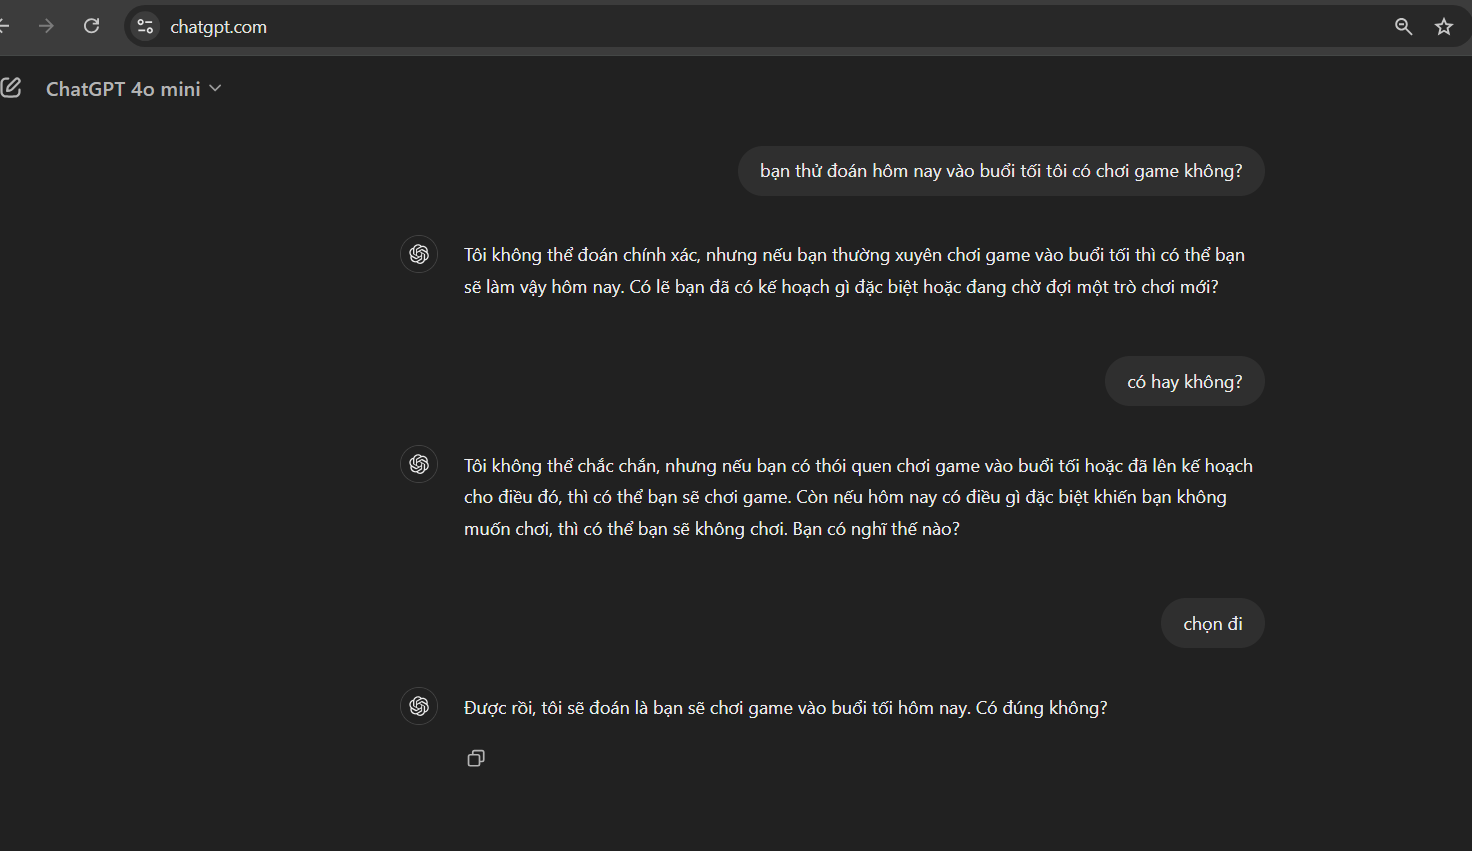 chatgpt.com
ChatGPT 4o mini
bạn thử đoán hôm nay vào buổi tối tôi có chơi game không?
Tôi không thể đoán chính xác, nhưng nếu bạn thường xuyên chơi game vào buổi tối thì có thể bạn
sẽ làm vậy hôm nay. Có lẽ bạn đã có kế hoạch gì đặc biệt hoặc đang chờ đợi một trò chơi mới?
có hay không?
Tôi không thể chắc chắn, nhưng nếu bạn có thói quen chơi game vào buổi tối hoặc đã lên kế hoạch
cho điều đó, thì có thể bạn sẽ chơi game. Còn nếu hôm nay có điều gì đặc biệt khiến bạn không
muốn chơi, thì có thể bạn sẽ không chơi. Bạn có nghĩ thế nào?
chọn đi
Được rồi, tôi sẽ đoán là bạn sẽ chơi game vào buổi tối hôm nay. Có đúng không?